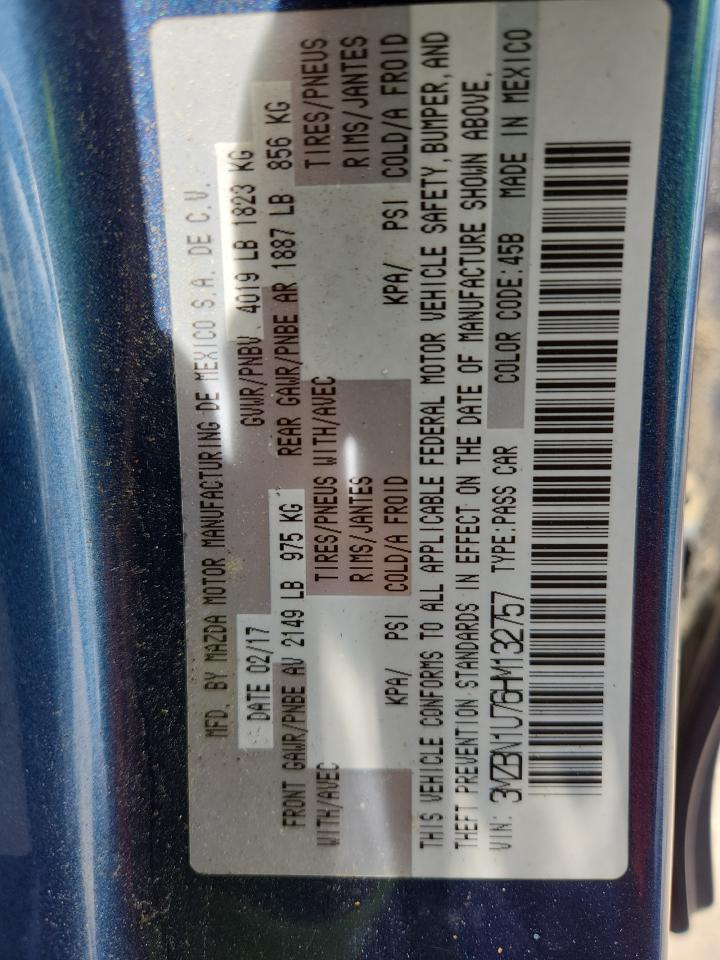 MFD. BY MAZDA MOTOR MANUFACTURING DE MEXICO S.A. DE C.V.
DATE 02/17 GVWR/PNBV 4019 LB 1823 KG
FRONT GAWR/PNBE AV 2149 LB 975 KG REAR GAWR/PNBE AR 1887 LB 856 KG
WITH/AVEC TIRES/PNEUS WITH/AVEC TIRES/PNEUS
RIMS/JANTES RIMS/JANTES
KPA/ PSI COLD/A FROID KPA/ PSI COLD/A FROID
THIS VEHICLE CONFORMS TO ALL APPLICABLE FEDERAL MOTOR VEHICLE SAFETY, BUMPER, AND
THEFT PREVENTION STANDARDS IN EFFECT ON THE DATE OF MANUFACTURE SHOWN ABOVE.
VIN: 3MZBN1U76HM132757 TYPE:PASS CAR COLOR CODE:45B MADE IN MEXICO